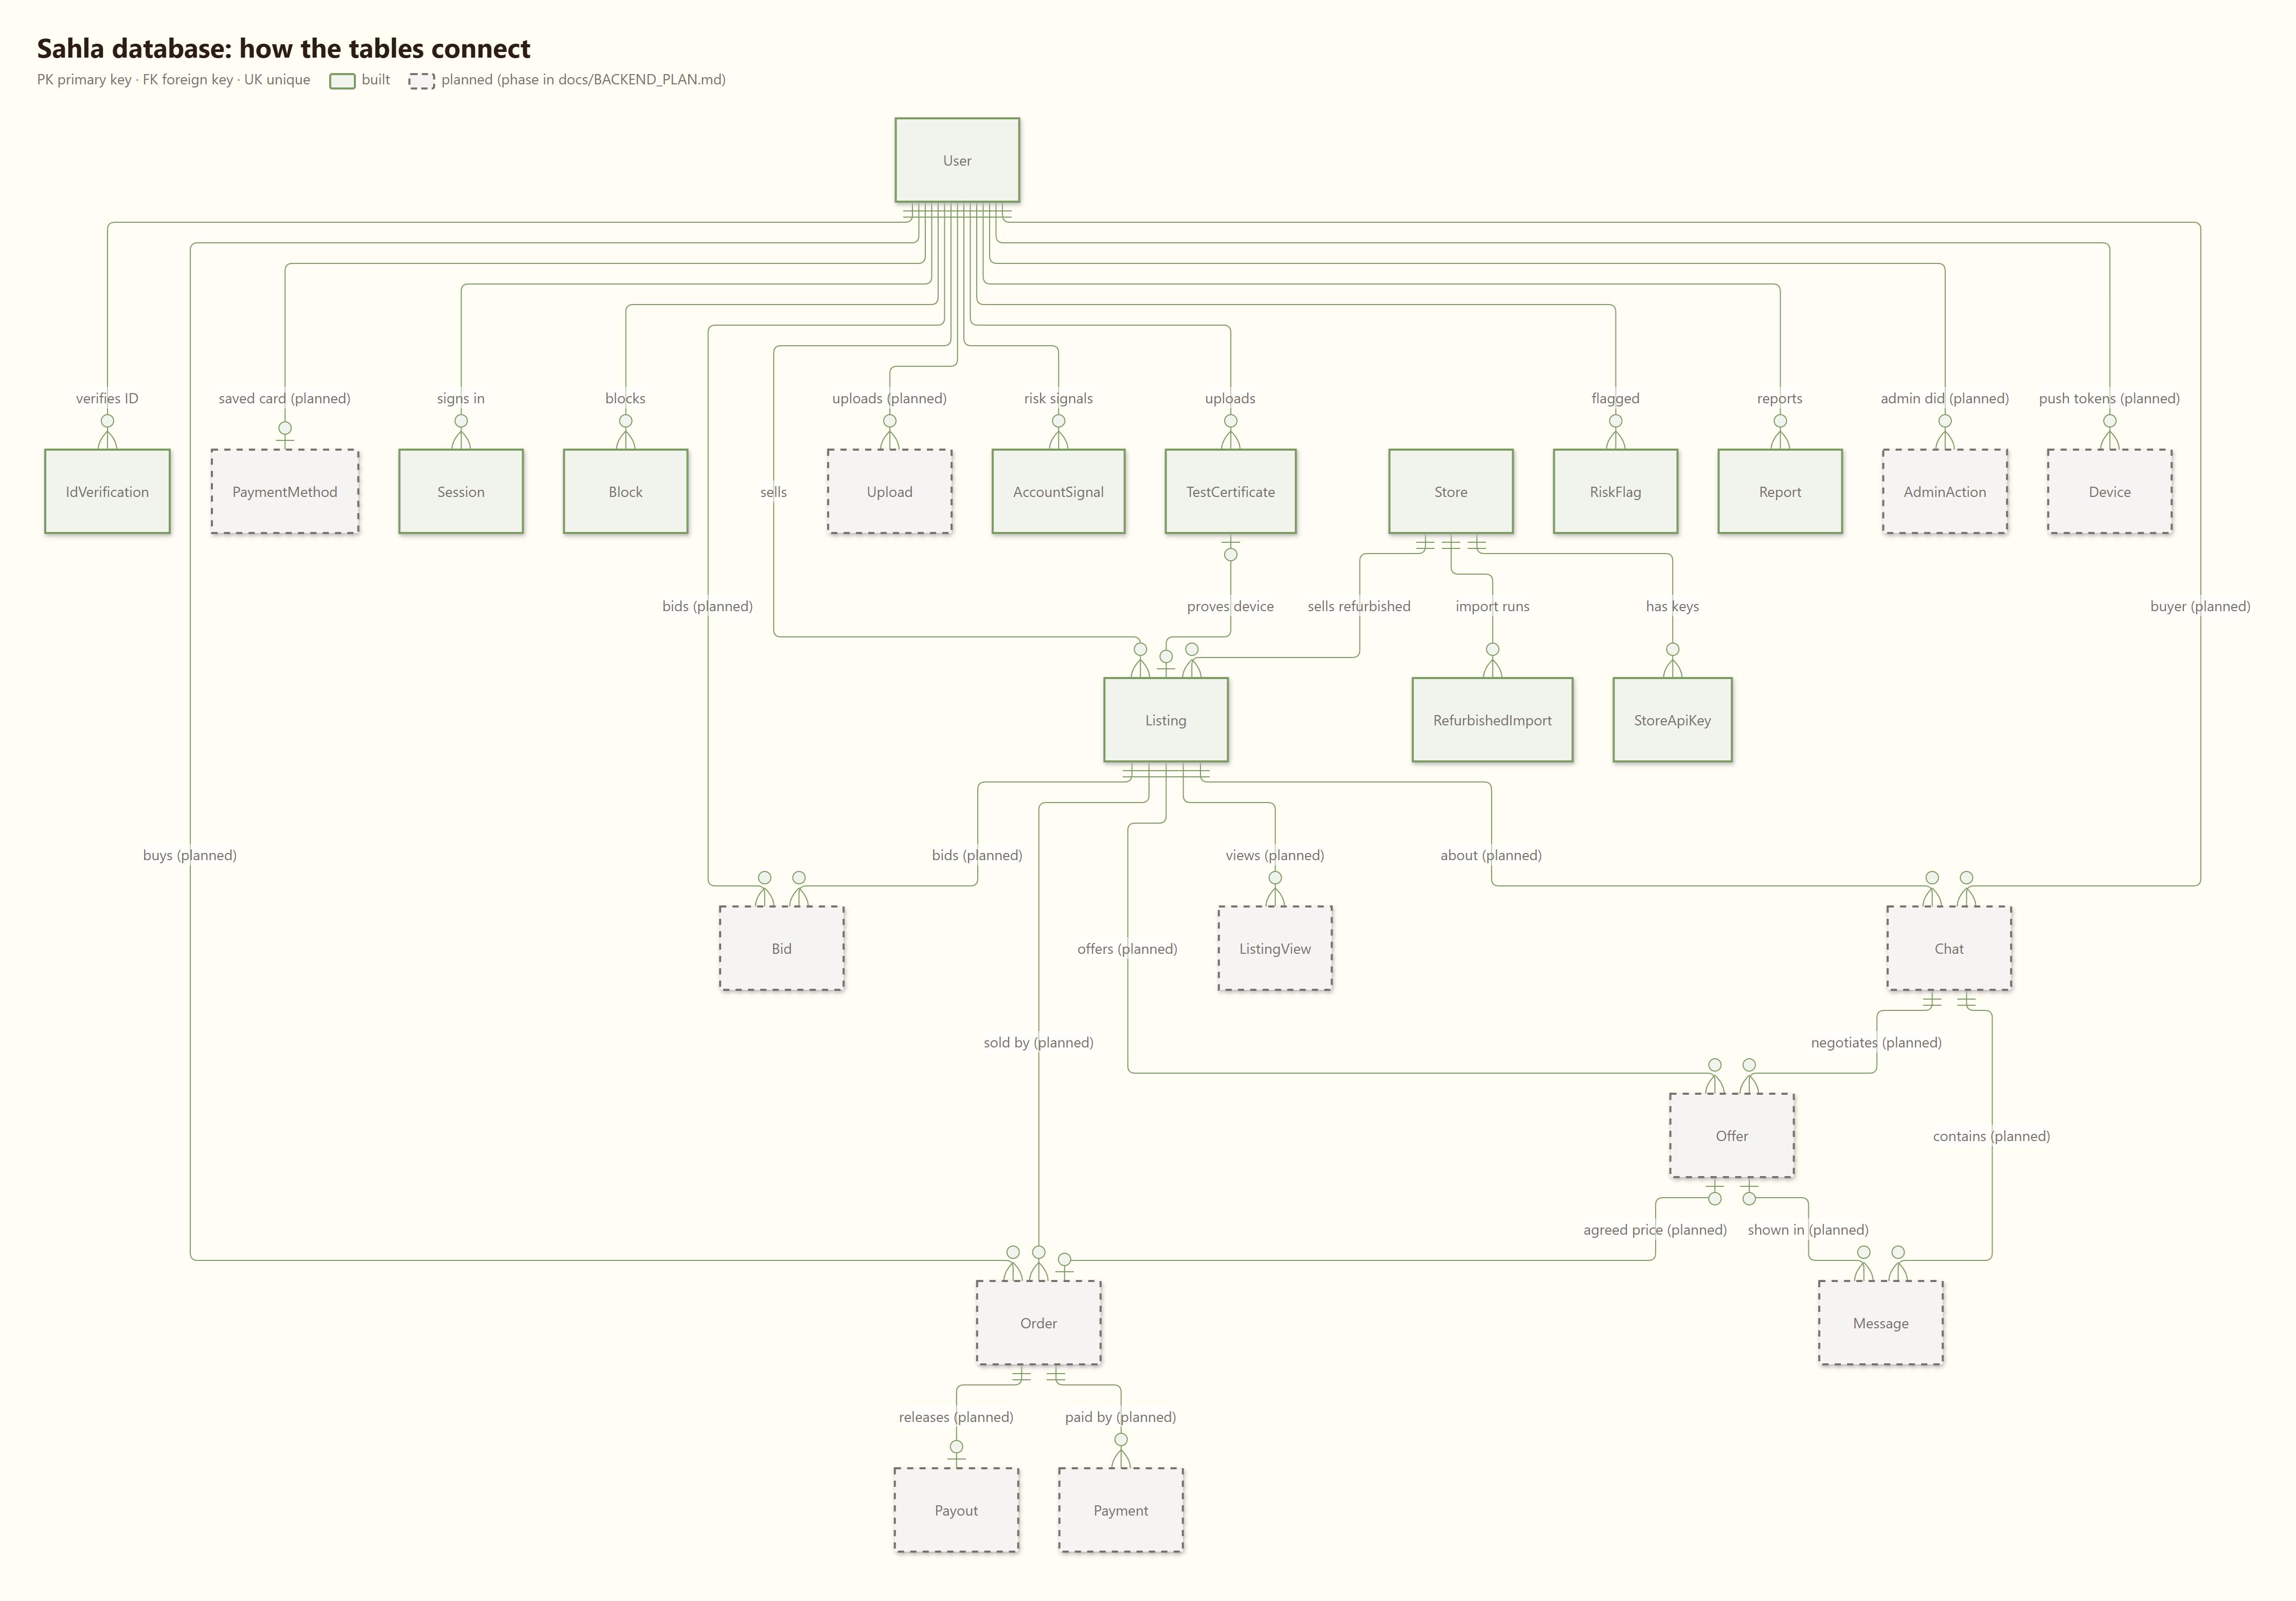 Sahla database: how the tables connect
PK primary key · FK foreign key · UK unique built planned (phase in docs/BACKEND_PLAN.md)
User
verifies ID
saved card (planned)
signs in
blocks
uploads (planned)
risk signals
uploads
flagged
reports
admin did (planned)
push tokens (planned)
IdVerification
PaymentMethod
Session
Block
sells
Upload
AccountSignal
TestCertificate
Store
RiskFlag
Report
AdminAction
Device
bids (planned)
proves device
sells refurbished
import runs
has keys
buyer (planned)
Listing
RefurbishedImport
StoreApiKey
buys (planned)
bids (planned)
views (planned)
about (planned)
Bid
offers (planned)
ListingView
Chat
sold by (planned)
negotiates (planned)
Offer
contains (planned)
agreed price (planned)
shown in (planned)
Order
Message
releases (planned)
paid by (planned)
Payout
Payment